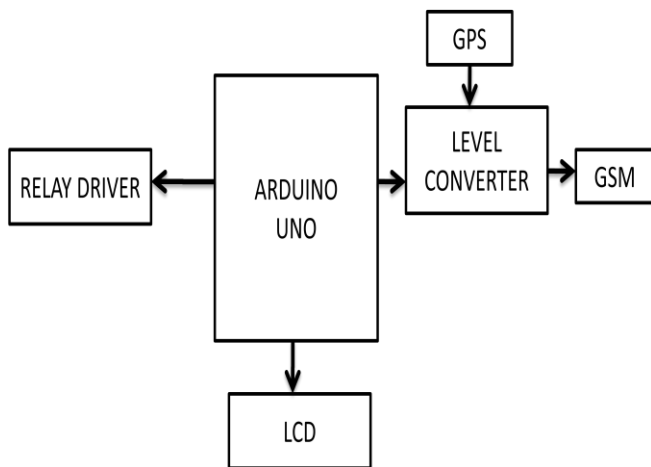 GPS
LEVEL
CONVERTER
GSM
RELAY DRIVER
ARDUINO
UNO
LCD